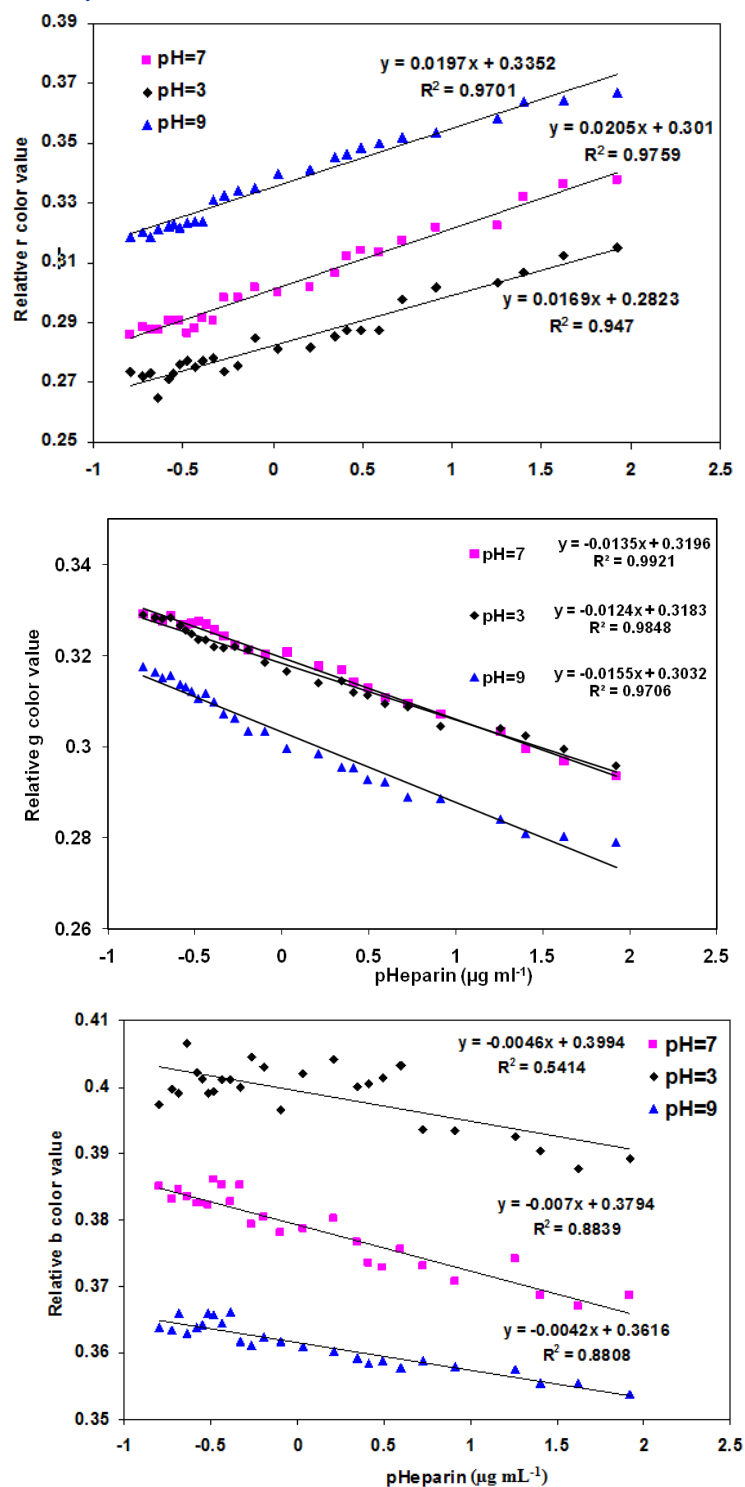 0.39
0.37
0.35
0.33
0.31
0.29
0.27
0.25
Relative r color value
pH=7
pH=3
pH=9
y = 0.0197x + 0.3352
R² = 0.9701
y = 0.0205x + 0.301
R² = 0.9759
y = 0.0169x + 0.2823
R² = 0.947
-1 -0.5 0 0.5 1 1.5 2 2.5
0.34
0.32
0.3
0.28
0.26
Relative g color value
pH=7
y = -0.0135x + 0.3196
R² = 0.9921
pH=3
y = -0.0124x + 0.3183
R² = 0.9848
pH=9
y = -0.0155x + 0.3032
R² = 0.9706
-1 -0.5 0 0.5 1 1.5 2 2.5
pHeparin (µg ml⁻¹)
0.41
0.4
0.39
0.38
0.37
0.36
0.35
Relative b color value
y = -0.0046x + 0.3994
R² = 0.5414
pH=7
pH=3
pH=9
y = -0.007x + 0.3794
R² = 0.8839
y = -0.0042x + 0.3616
R² = 0.8808
-1 -0.5 0 0.5 1 1.5 2 2.5
pHeparin (µg mL⁻¹)